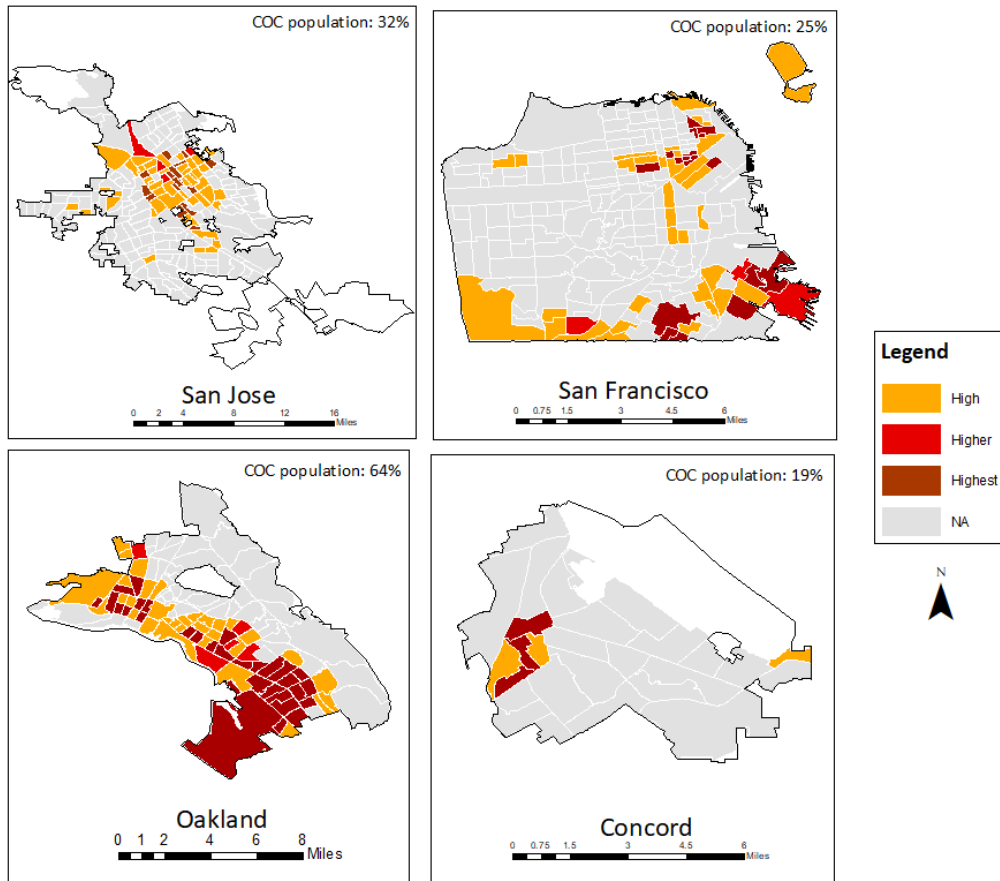 COC population: 32%
San Jose
0 2 4 8 12 16
Miles
COC population: 25%
San Francisco
0 0.75 1.5 3 4.5 6
Miles
COC population: 64%
Oakland
0 1 2 4 6 8
Miles
COC population: 19%
Concord
0 0.75 1.5 3 4.5 6
Miles
Legend
High
Higher
Highest
NA
N